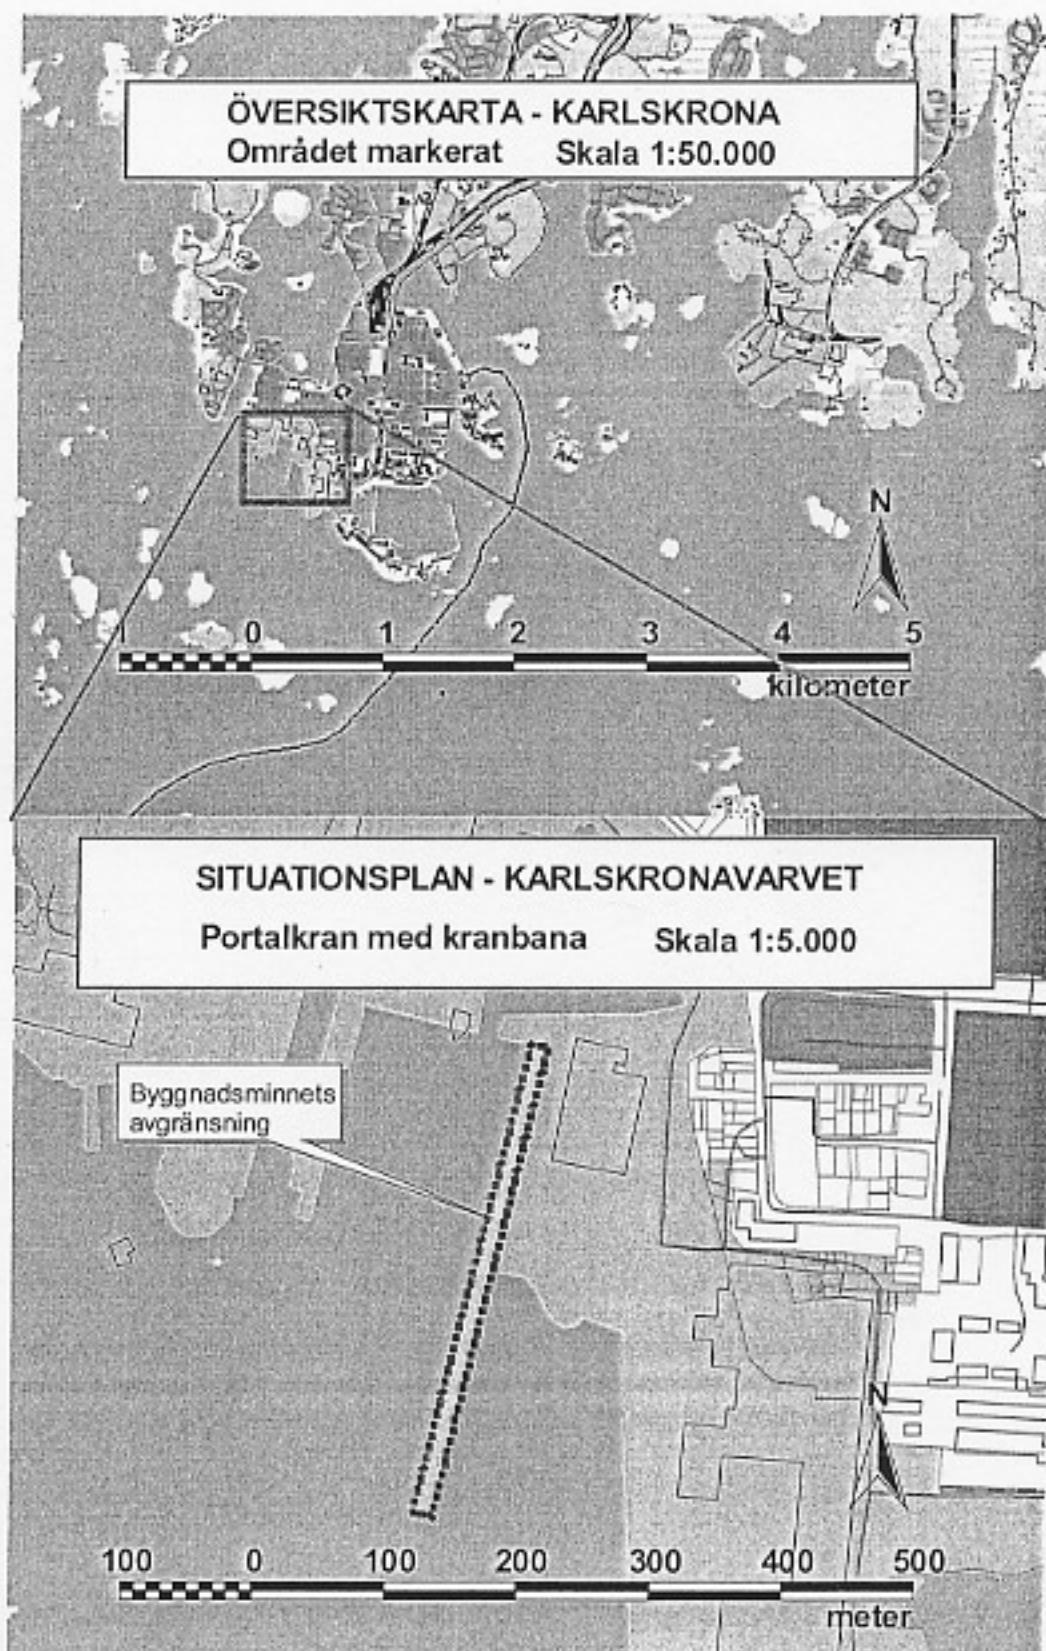 ÖVERSIKTSKARTA - KARLSKRONA
Området markerat Skala 1:50.000
N
1 0 1 2 3 4 5
kilometer
SITUATIONSPLAN - KARLSKRONAVARVET
Portalkran med kranbana Skala 1:5.000
Byggnadsminnets
avgränsning
N
100 0 100 200 300 400 500
meter